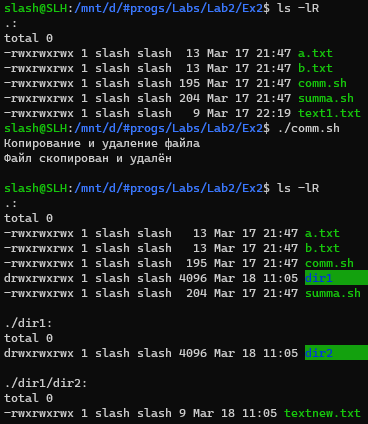 slash@SLH:/mnt/d/#progs/Labs/Lab2/Ex2$ ls -lR
.:
total 0
-rwxrwxrwx 1 slash slash  13 Mar 17 21:47 a.txt
-rwxrwxrwx 1 slash slash  13 Mar 17 21:47 b.txt
-rwxrwxrwx 1 slash slash 195 Mar 17 21:47 comm.sh
-rwxrwxrwx 1 slash slash 204 Mar 17 21:47 summa.sh
-rwxrwxrwx 1 slash slash   9 Mar 17 22:19 text1.txt
slash@SLH:/mnt/d/#progs/Labs/Lab2/Ex2$ ./comm.sh
Копирование и удаление файла
Файл скопирован и удалён

slash@SLH:/mnt/d/#progs/Labs/Lab2/Ex2$ ls -lR
.:
total 0
-rwxrwxrwx 1 slash slash   13 Mar 17 21:47 a.txt
-rwxrwxrwx 1 slash slash   13 Mar 17 21:47 b.txt
-rwxrwxrwx 1 slash slash  195 Mar 17 21:47 comm.sh
drwxrwxrwx 1 slash slash 4096 Mar 18 11:05 dir1
-rwxrwxrwx 1 slash slash  204 Mar 17 21:47 summa.sh

./dir1:
total 0
drwxrwxrwx 1 slash slash 4096 Mar 18 11:05 dir2

./dir1/dir2:
total 0
-rwxrwxrwx 1 slash slash 9 Mar 18 11:05 textnew.txt